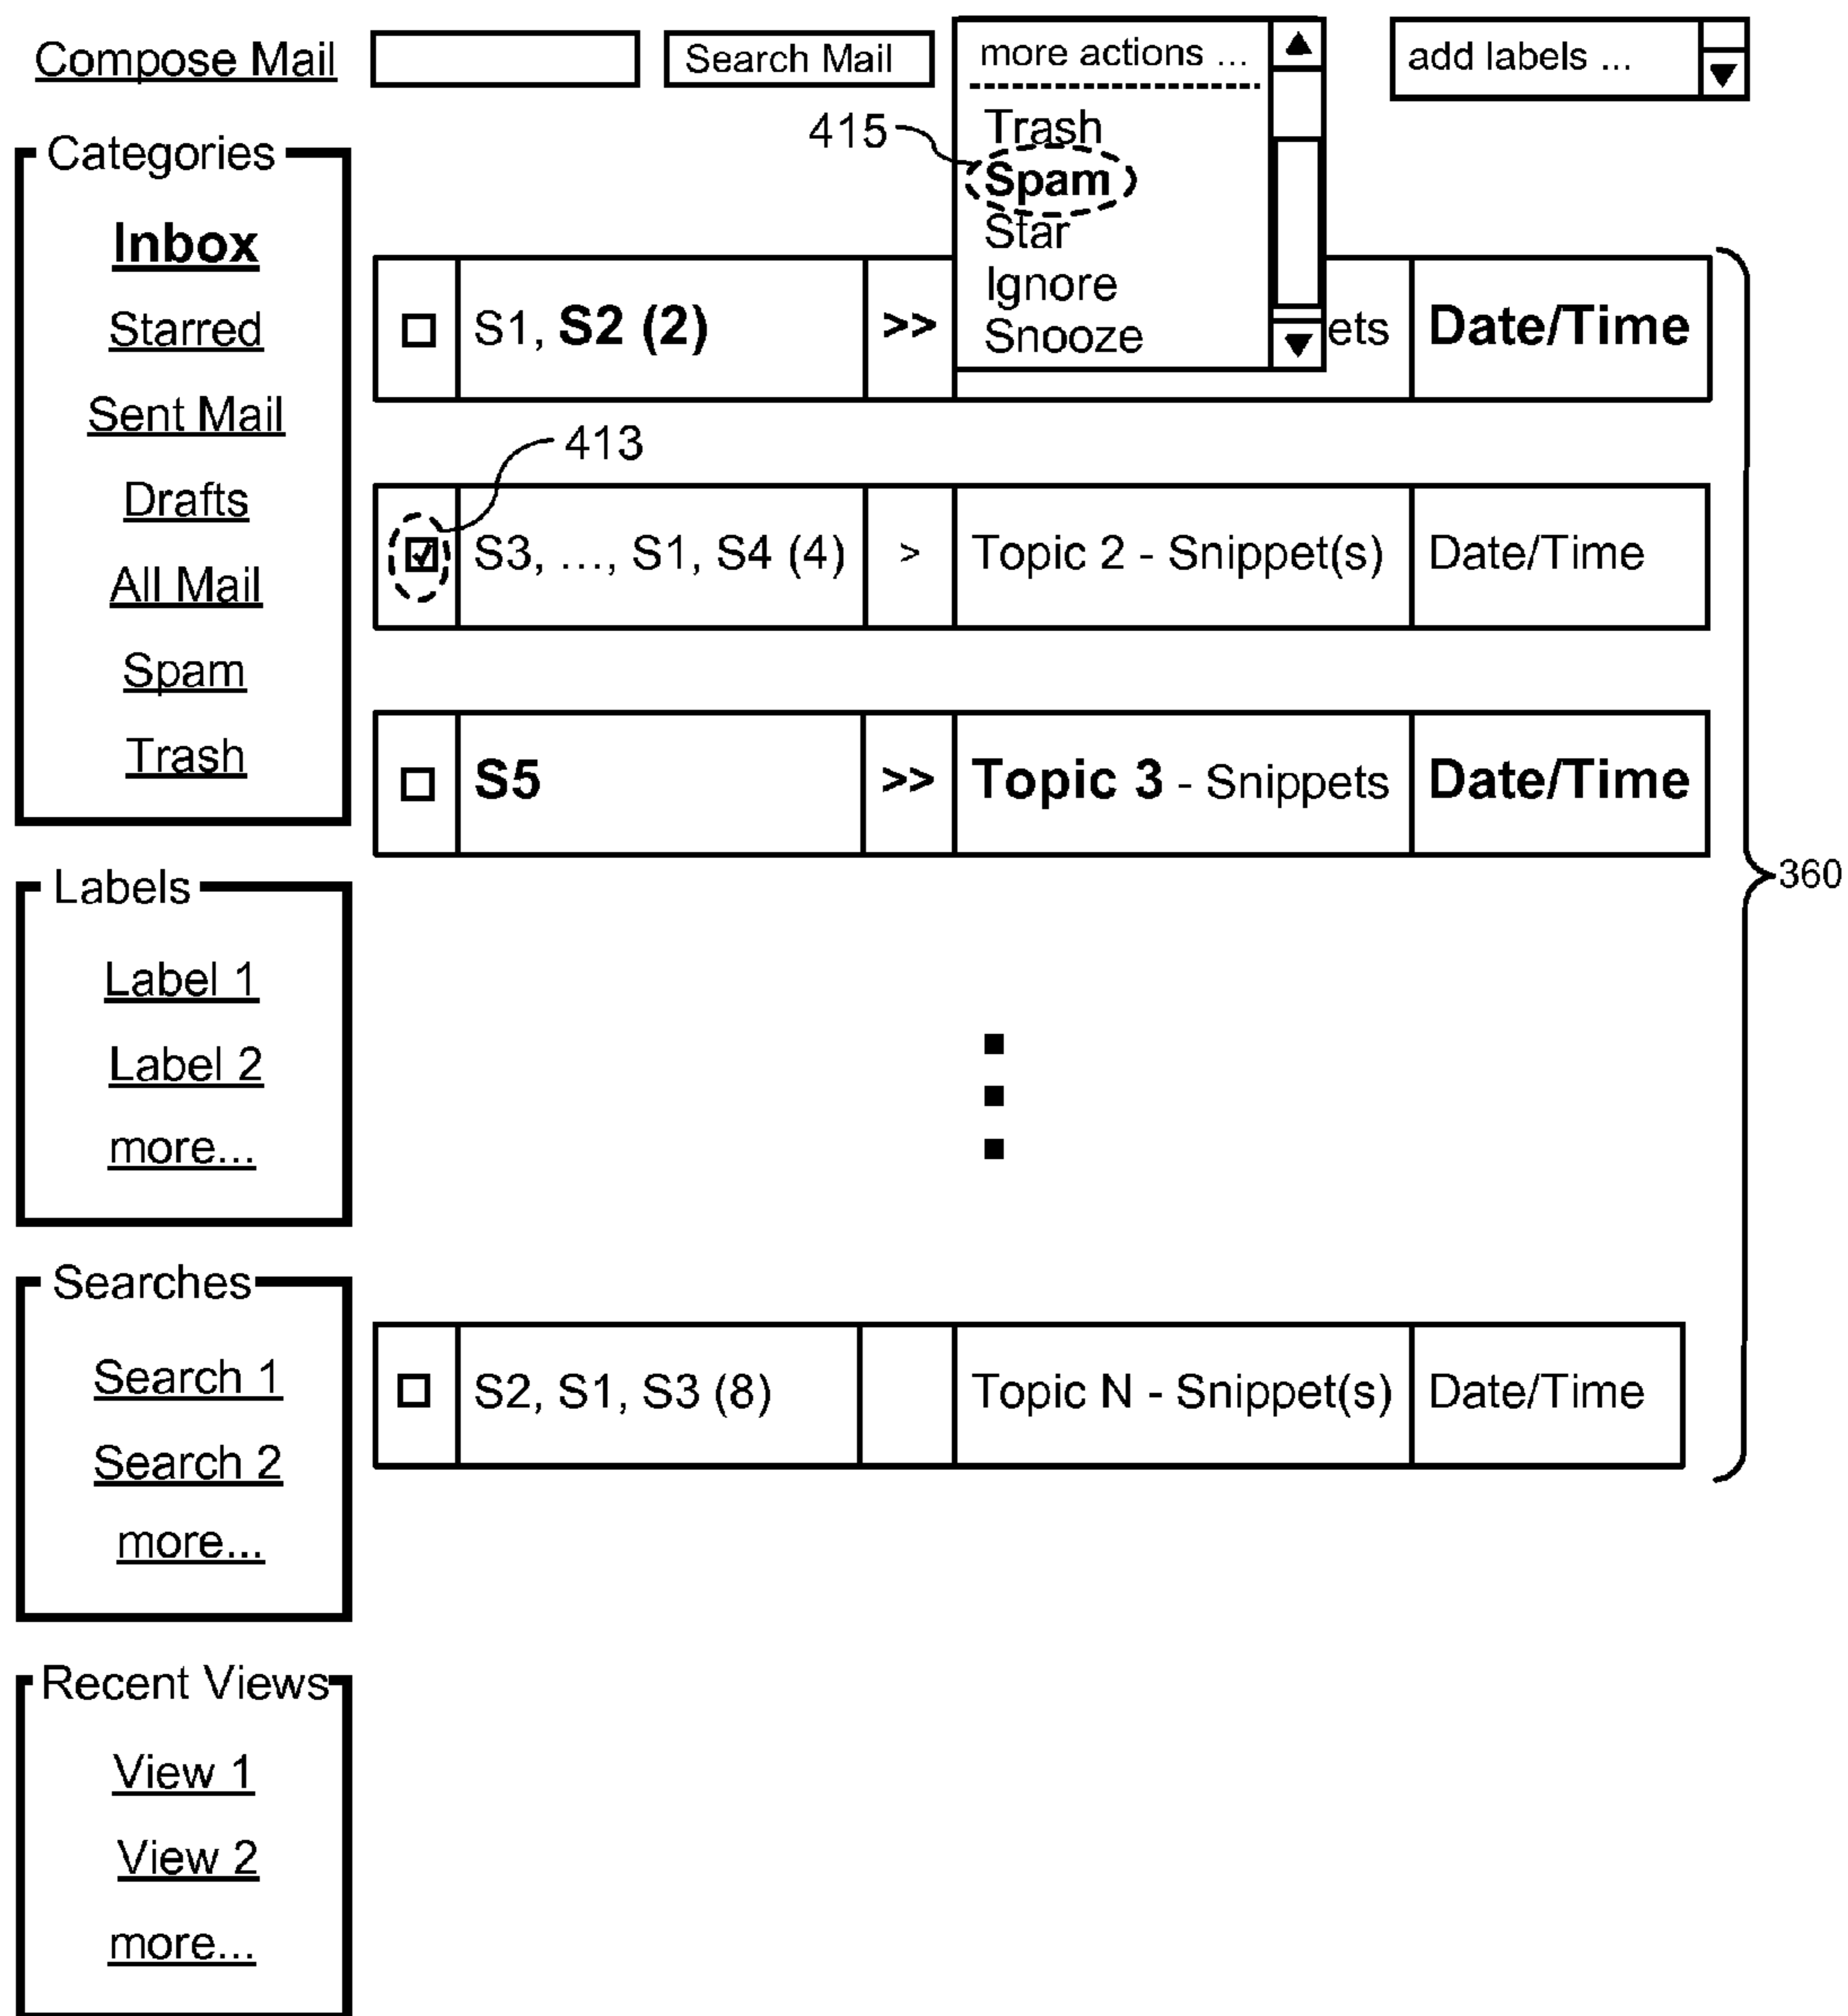 Compose Mail
Search Mail
more actions ...
add labels ...
Trash
Spam
Star
Ignore
Snooze
415
Categories
Inbox
Starred
Sent Mail
Drafts
All Mail
Spam
Trash
S1, S2 (2) >> ets Date/Time
413
S3, ..., S1, S4 (4) > Topic 2 - Snippet(s) Date/Time
S5 >> Topic 3 - Snippets Date/Time
360
Labels
Label 1
Label 2
more...
Searches
Search 1
Search 2
more...
S2, S1, S3 (8) Topic N - Snippet(s) Date/Time
Recent Views
View 1
View 2
more...